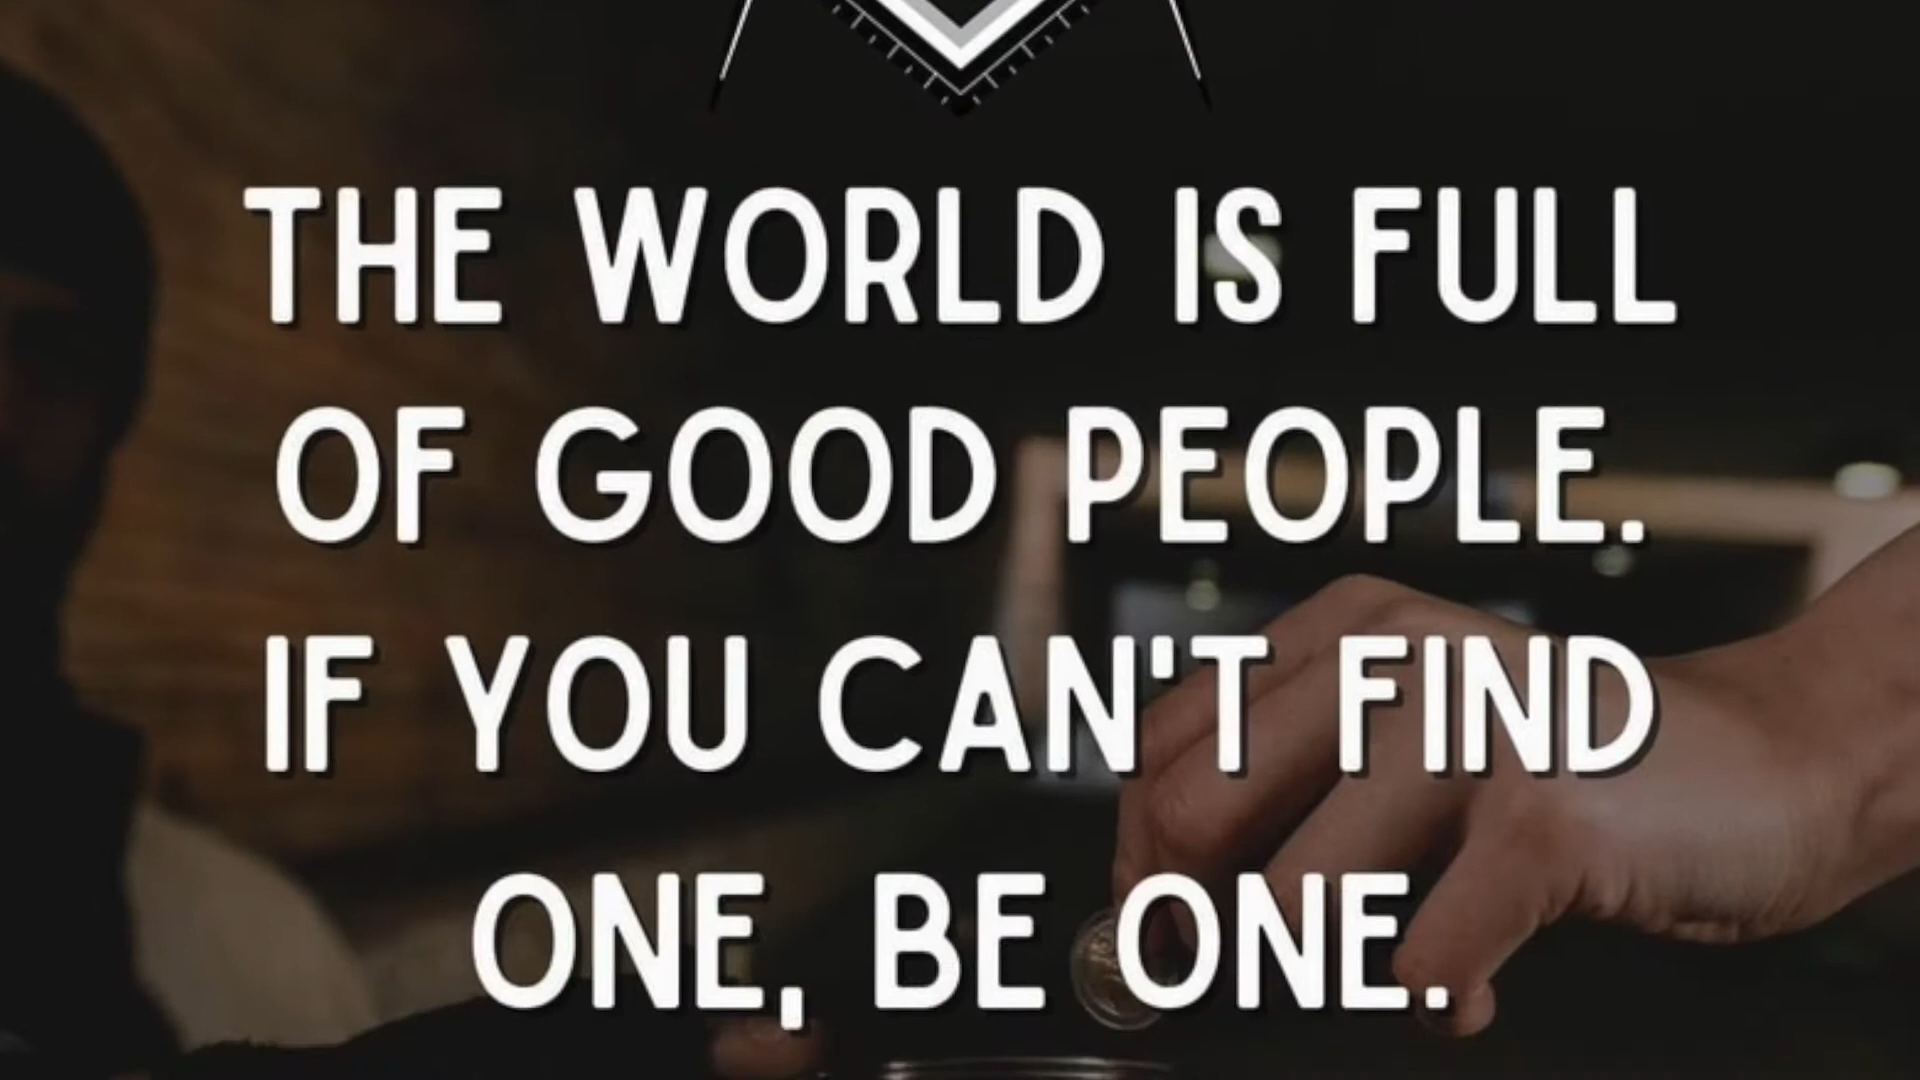 THE WORLD IS FULL
OF GOOD PEOPLE.
IF YOU CAN'T FIND
ONE, BE ONE.